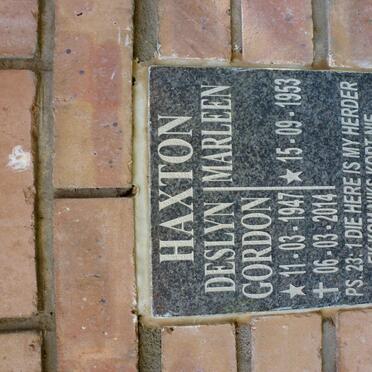 HAXTON
DESLYN MARLEEN
GORDON
★ 11-03-1947 ★ 15-09-1953
✝ 06-03-2014
PS 23: 1 DIE HERE IS MY HERDER